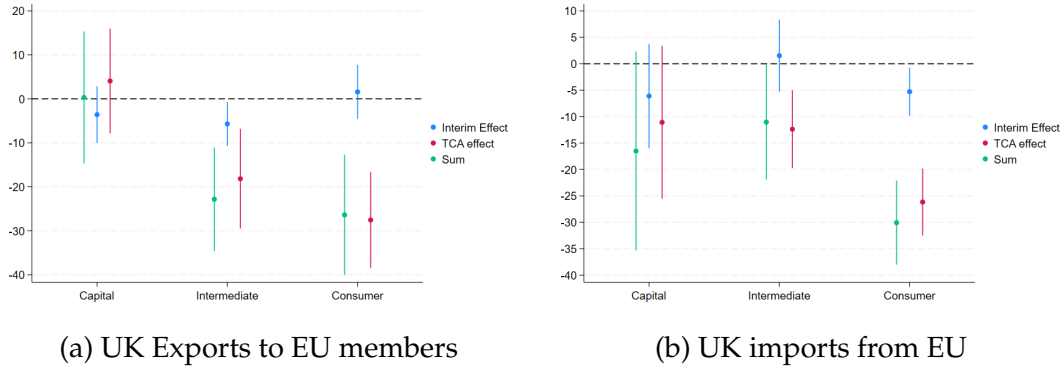 20
10
0
-10
-20
-30
-40
Capital
Intermediate
Consumer
Interim Effect
TCA effect
Sum
(a) UK Exports to EU members
10
5
0
-5
-10
-15
-20
-25
-30
-35
-40
Capital
Intermediate
Consumer
Interim Effect
TCA effect
Sum
(b) UK imports from EU